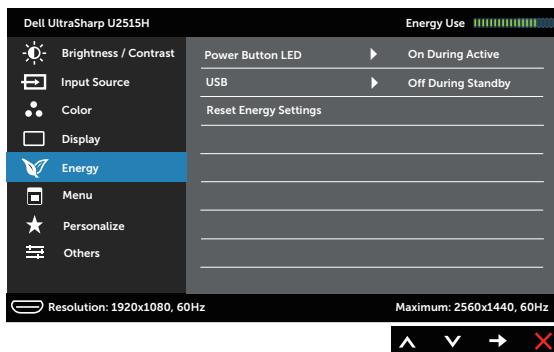 Dell UltraSharp U2515H
Energy Use
Brightness / Contrast
Input Source
Color
Display
Energy
Menu
Personalize
Others
Power Button LED
On During Active
USB
Off During Standby
Reset Energy Settings
Resolution: 1920x1080, 60Hz
Maximum: 2560x1440, 60Hz